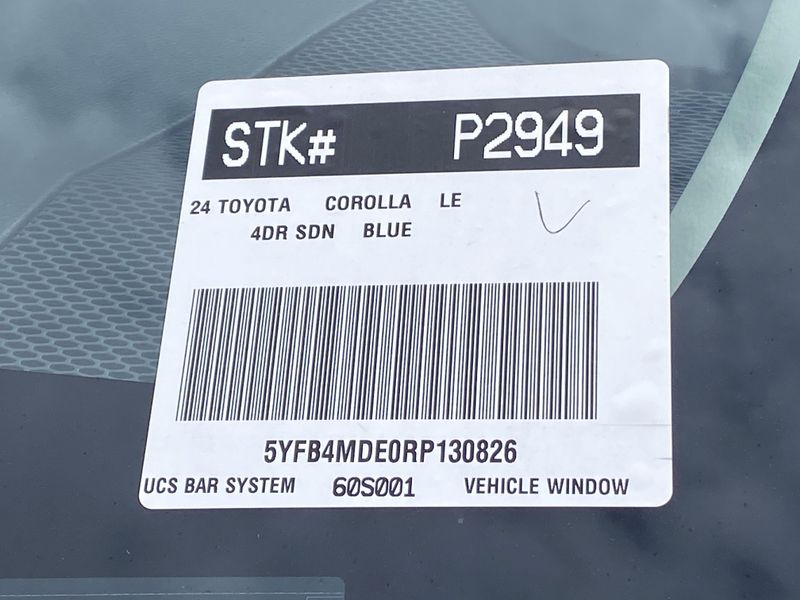 STK# P2949
24 TOYOTA COROLLA LE
4DR SDN BLUE
5YFB4MDE0RP130826
UCS BAR SYSTEM 60S001 VEHICLE WINDOW